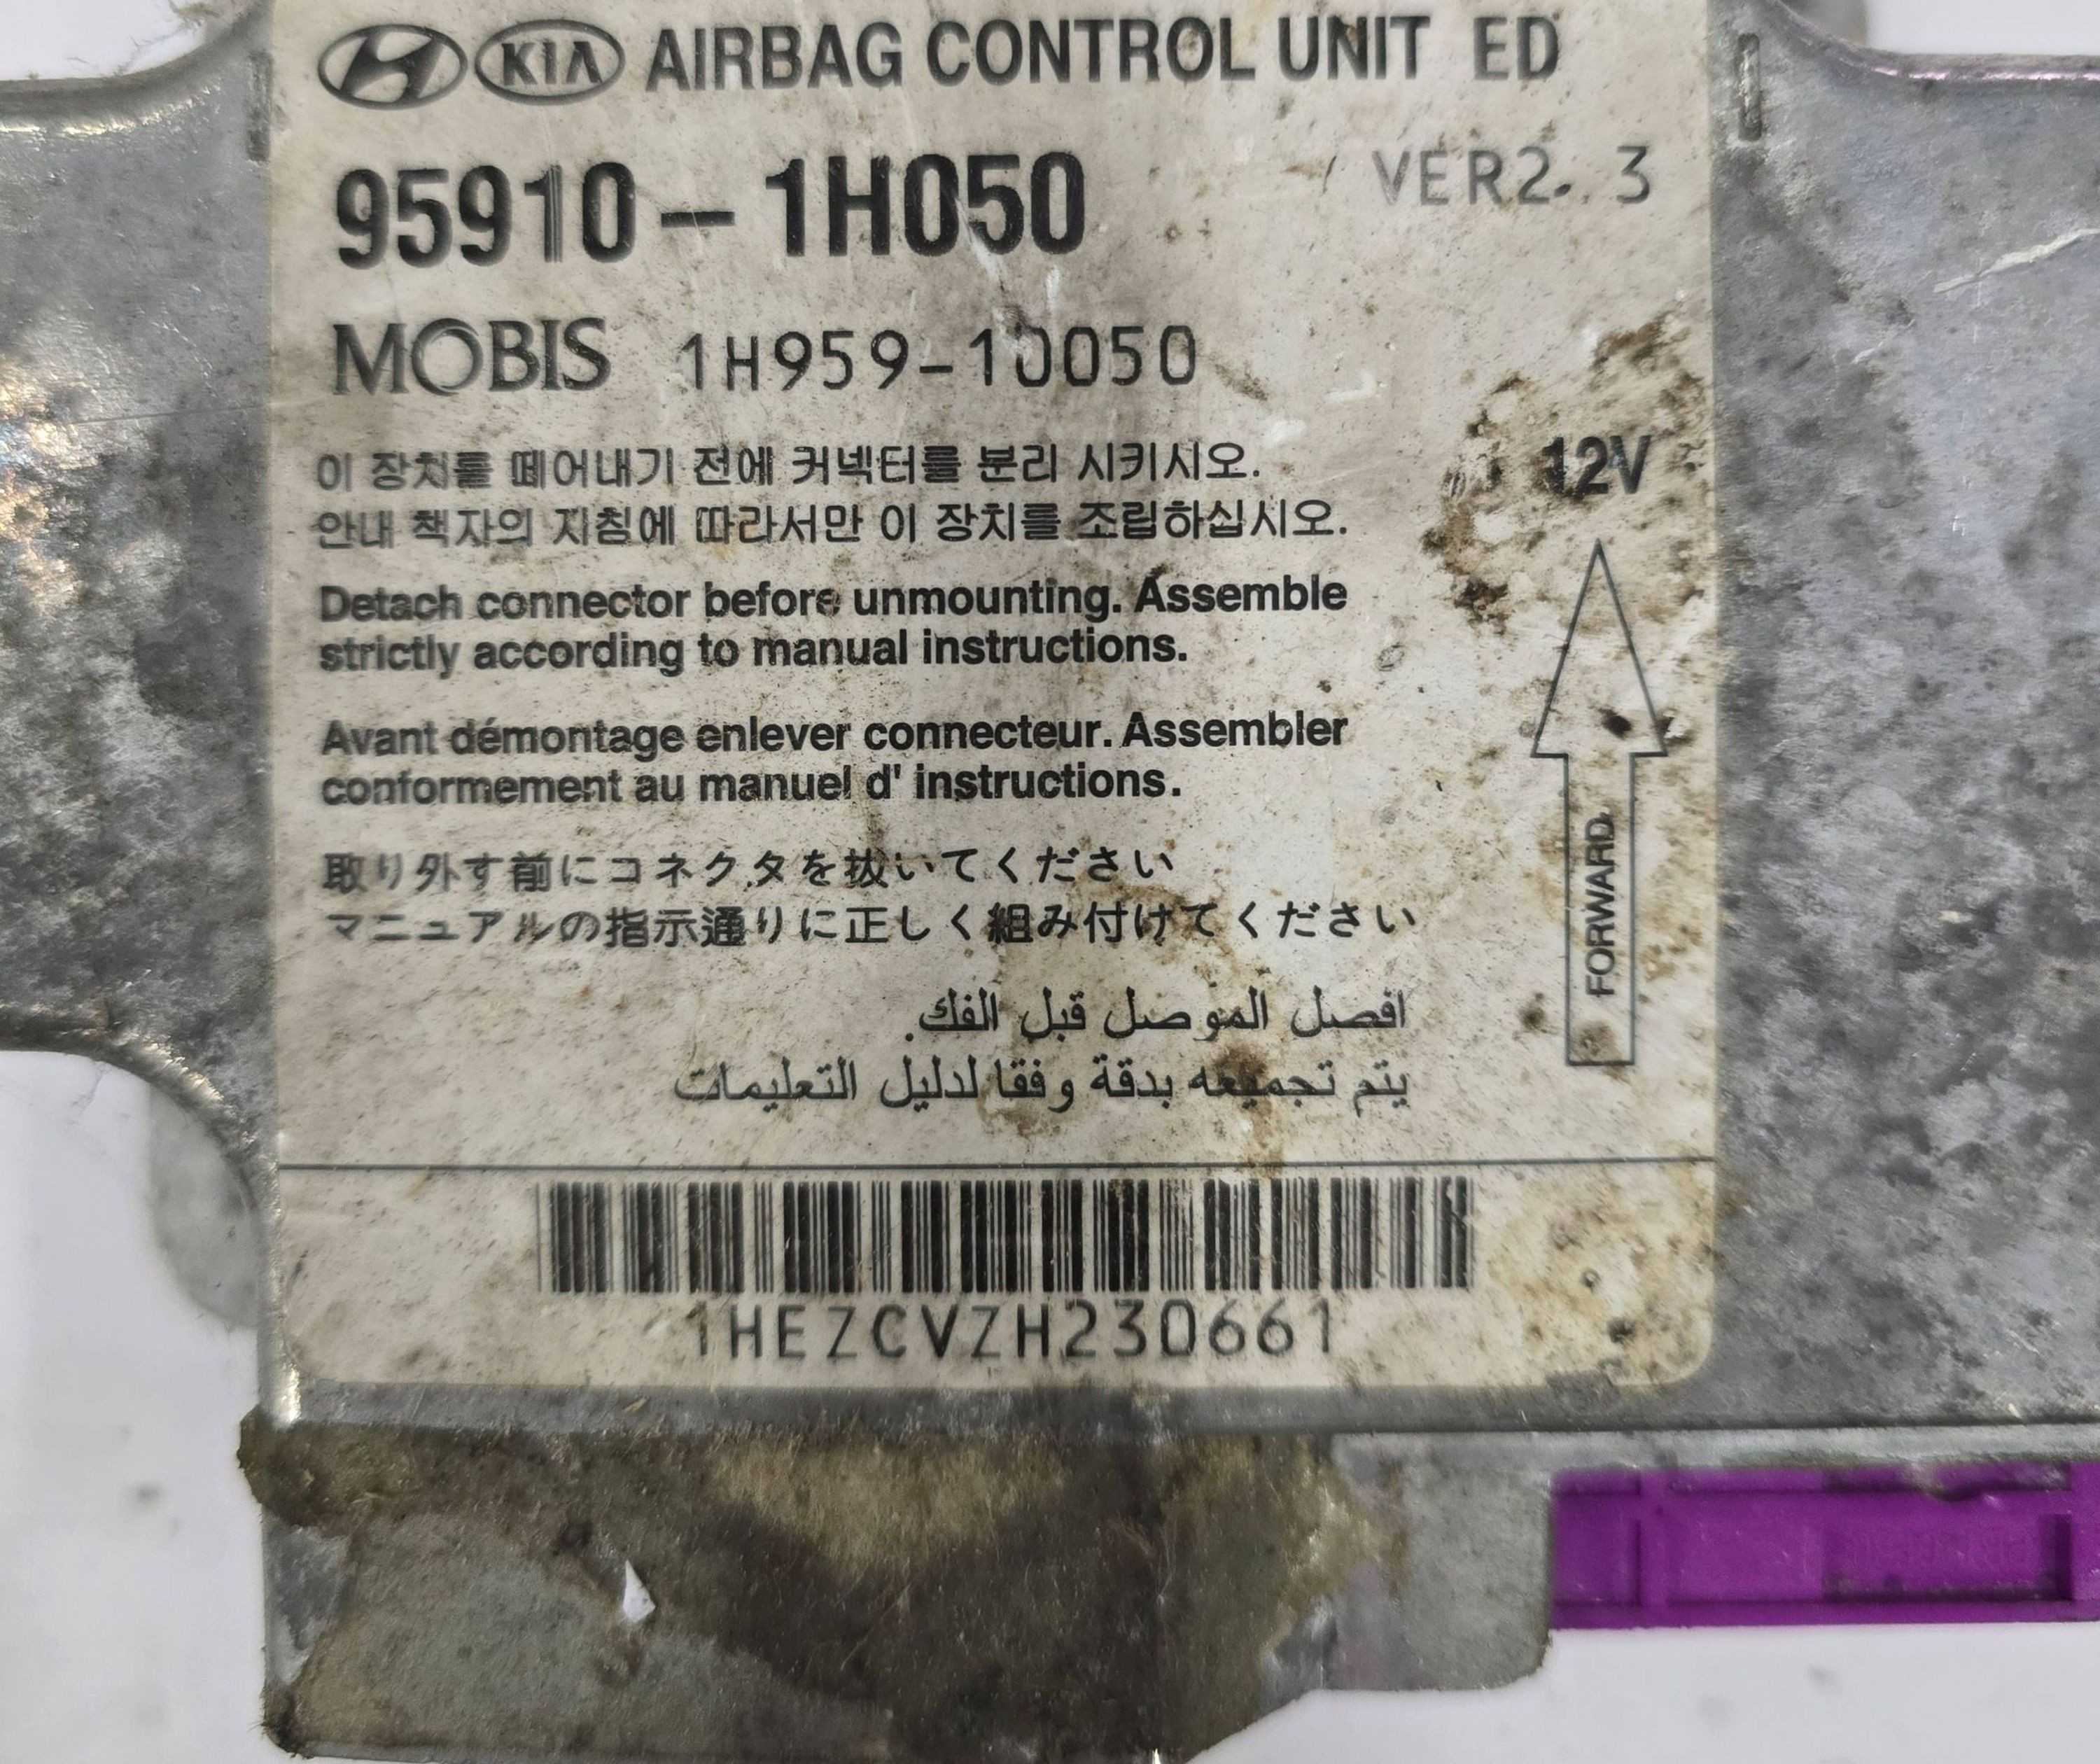 KIA AIRBAG CONTROL UNIT ED
95910-1H050 VER2.3
MOBIS 1H959-10050
이 장치를 떼어내기 전에 커넥터를 분리 시키시오.
안내 책자의 지침에 따라서만 이 장치를 조립하십시오.
12V
Detach connector before unmounting. Assemble
strictly according to manual instructions.
Avant démontage enlever connecteur. Assembler
conformement au manuel d' instructions.
取り外す前にコネクタを抜いてください
マニュアルの指示通りに正しく組み付けてください
FORWARD
افصل الموصل قبل الفك.
يتم تجميعه بدقة وفقا لدليل التعليمات
1HEZCVZH230661